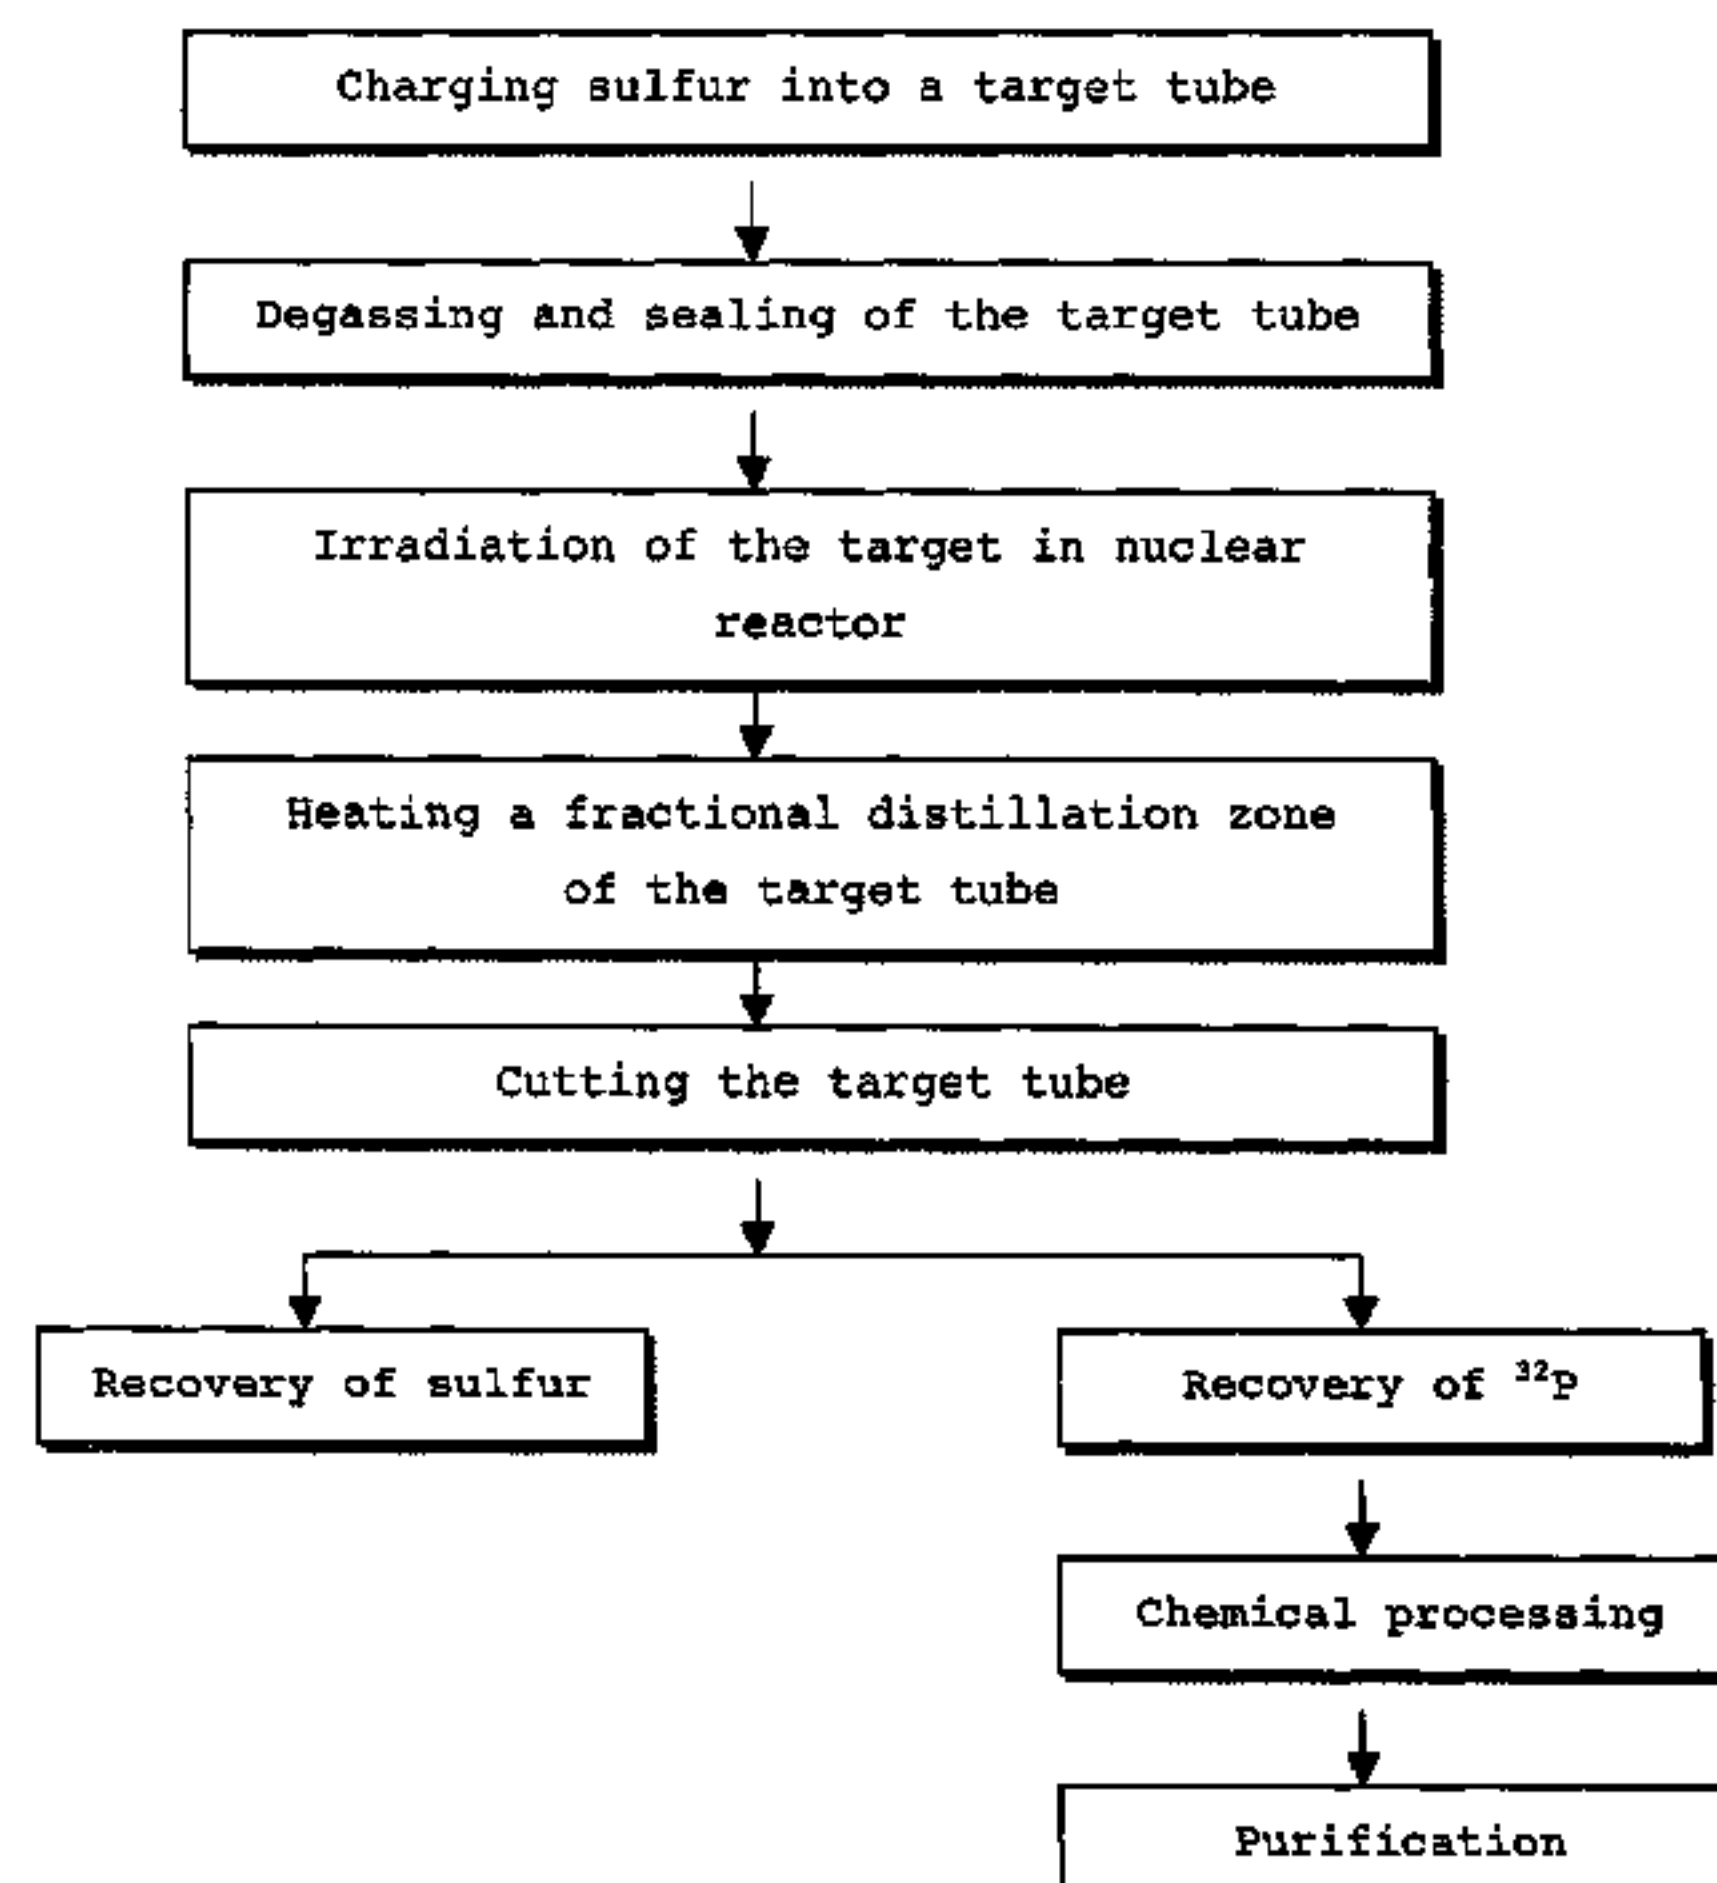 Charging sulfur into a target tube
Degassing and sealing of the target tube
Irradiation of the target in nuclear
reactor
Heating a fractional distillation zone
of the target tube
Cutting the target tube
Recovery of sulfur
Recovery of ³²P
Chemical processing
Purification